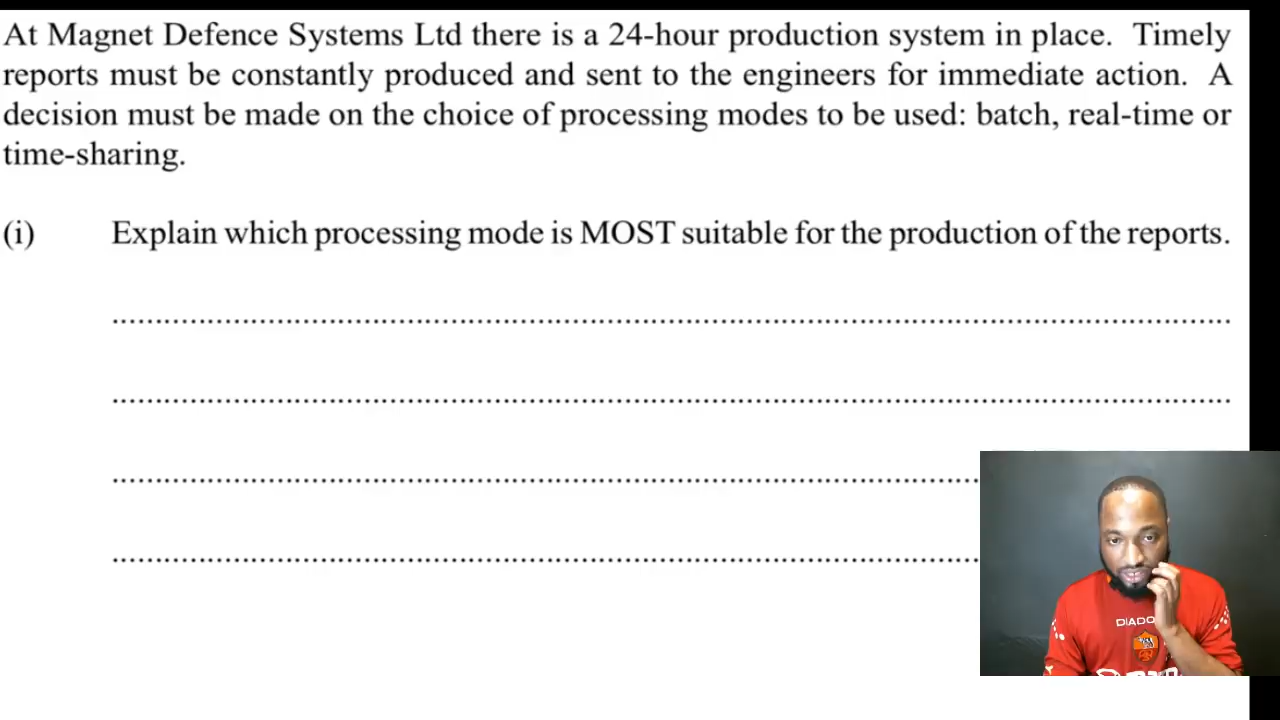 At Magnet Defence Systems Ltd there is a 24-hour production system in place. Timely
reports must be constantly produced and sent to the engineers for immediate action. A
decision must be made on the choice of processing modes to be used: batch, real-time or
time-sharing.
(i) Explain which processing mode is MOST suitable for the production of the reports.
DIADO